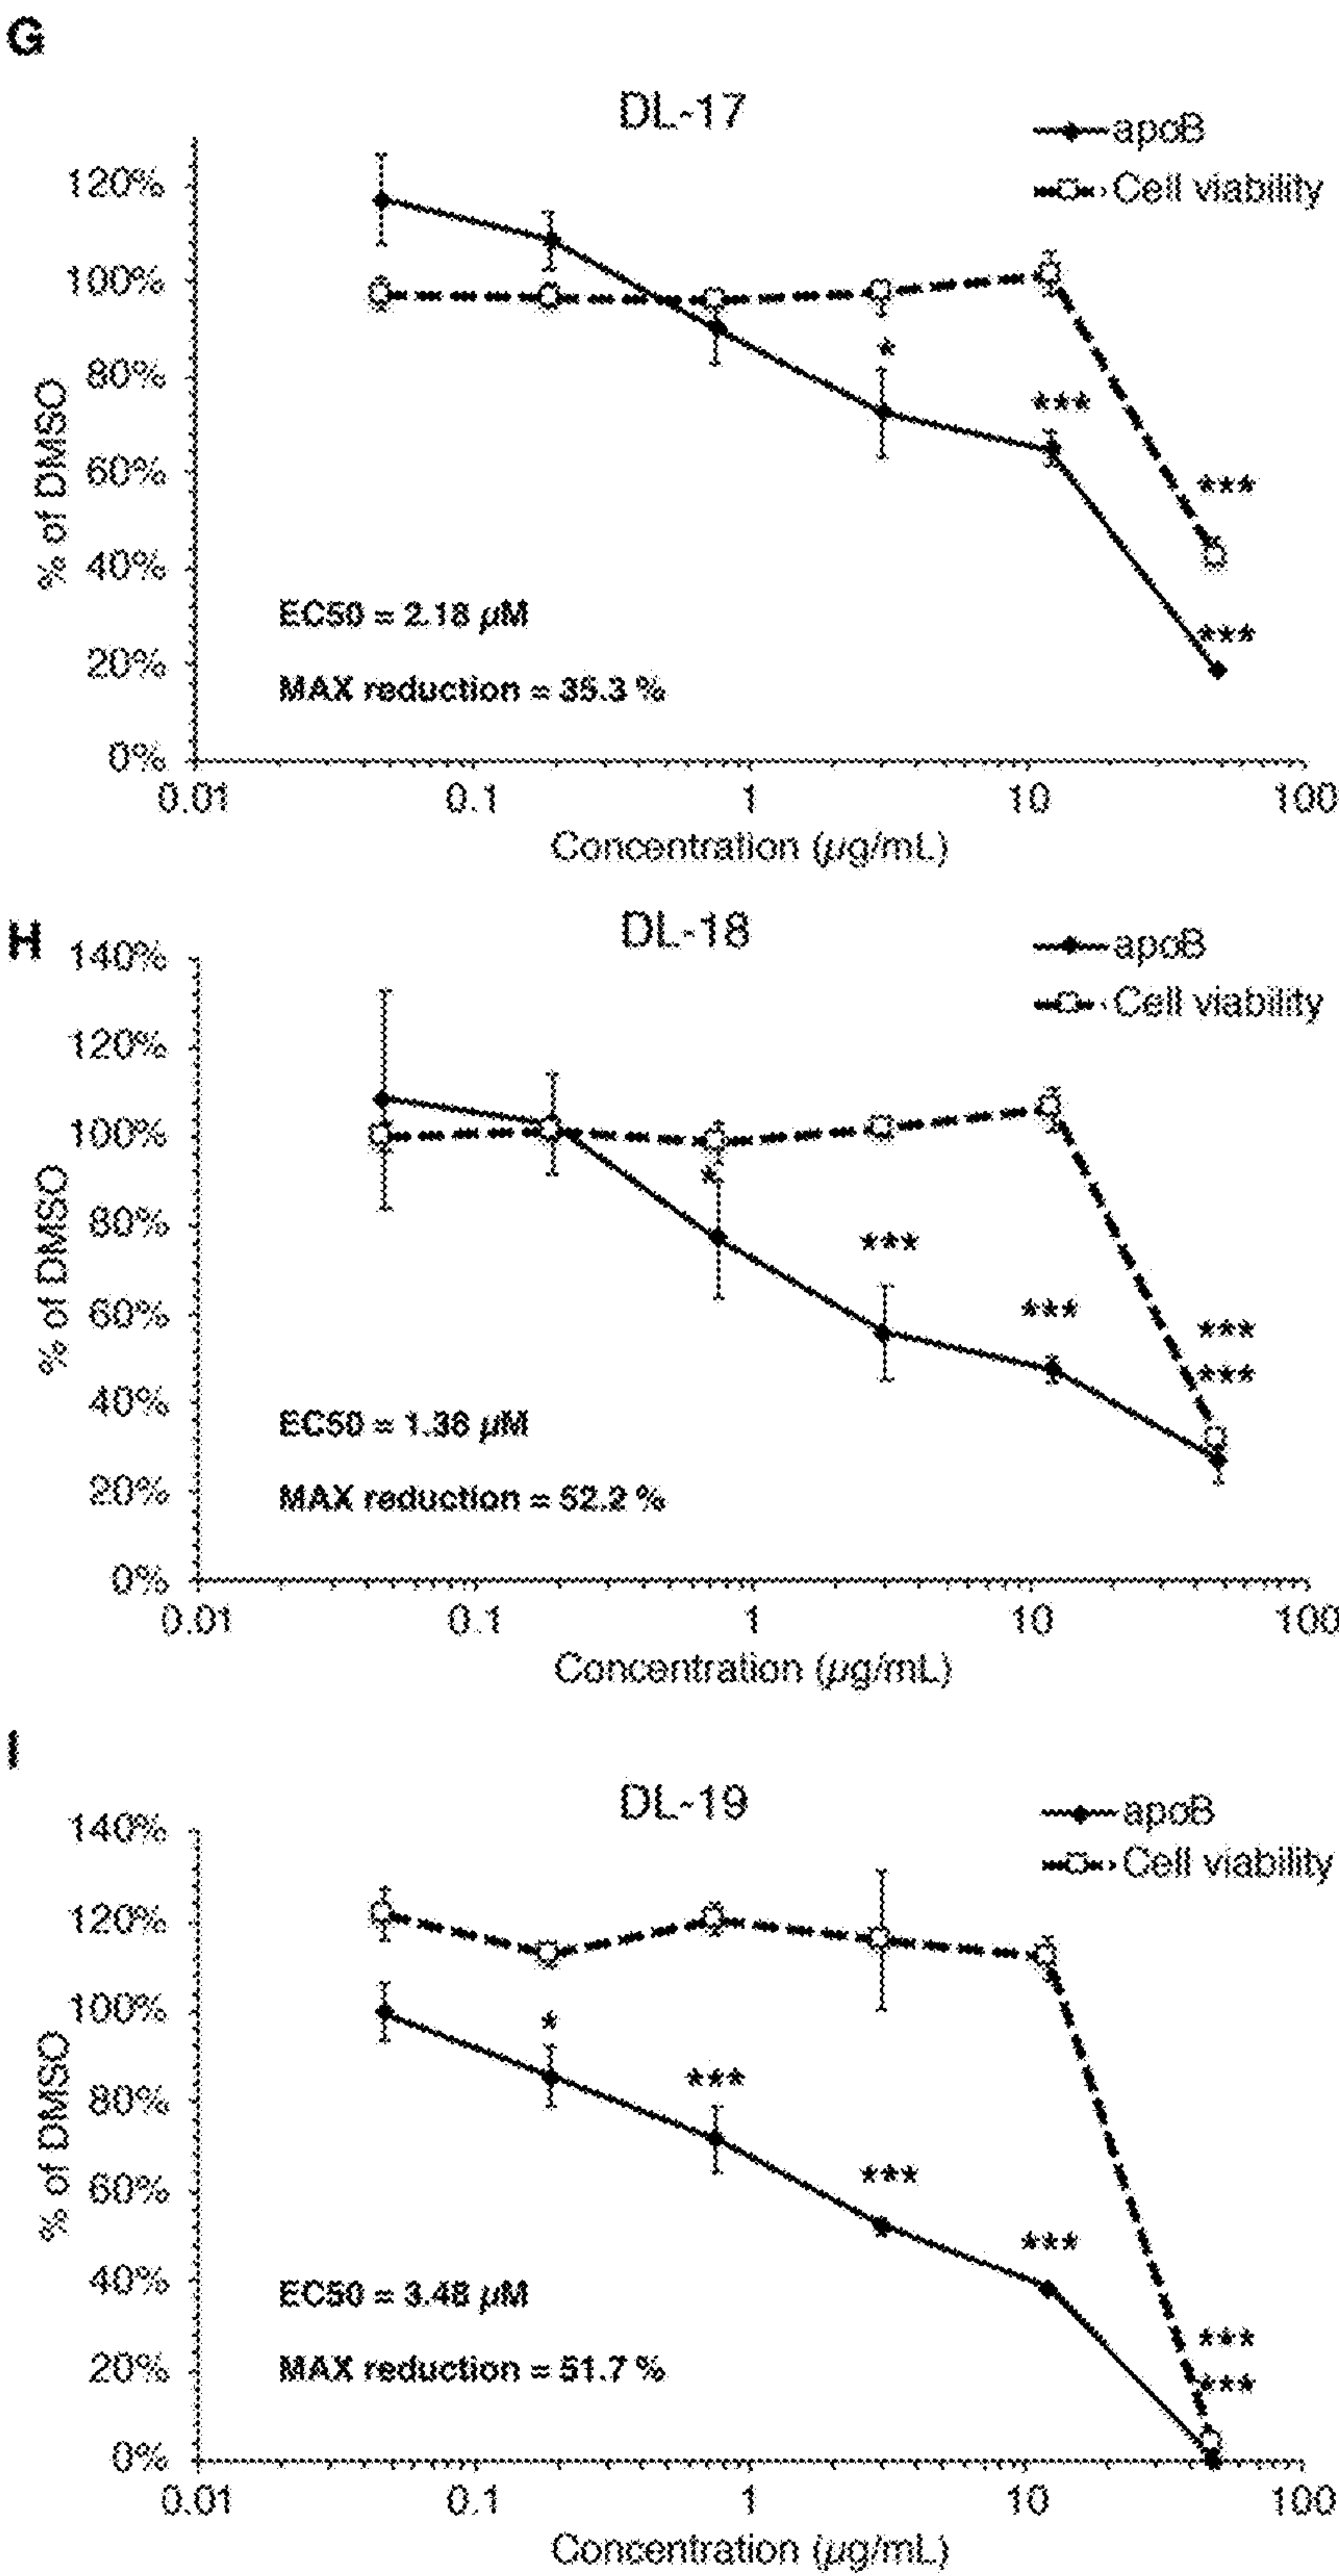 G
DL-17
apoB
Cell viability
120%
100%
80%
60%
40%
20%
0%
% of DMSO
*
***
***
***
EC50 = 2.18 µM
MAX reduction = 35.3 %
0.01 0.1 1 10 100
Concentration (µg/mL)
H
DL-18
apoB
Cell viability
140%
120%
100%
80%
60%
40%
20%
0%
% of DMSO
*
***
***
***
***
EC50 = 1.36 µM
MAX reduction = 52.2 %
0.01 0.1 1 10 100
Concentration (µg/mL)
I
DL-19
apoB
Cell viability
140%
120%
100%
80%
60%
40%
20%
0%
% of DMSO
*
***
***
***
***
***
EC50 = 3.48 µM
MAX reduction = 51.7 %
0.01 0.1 1 10 100
Concentration (µg/mL)